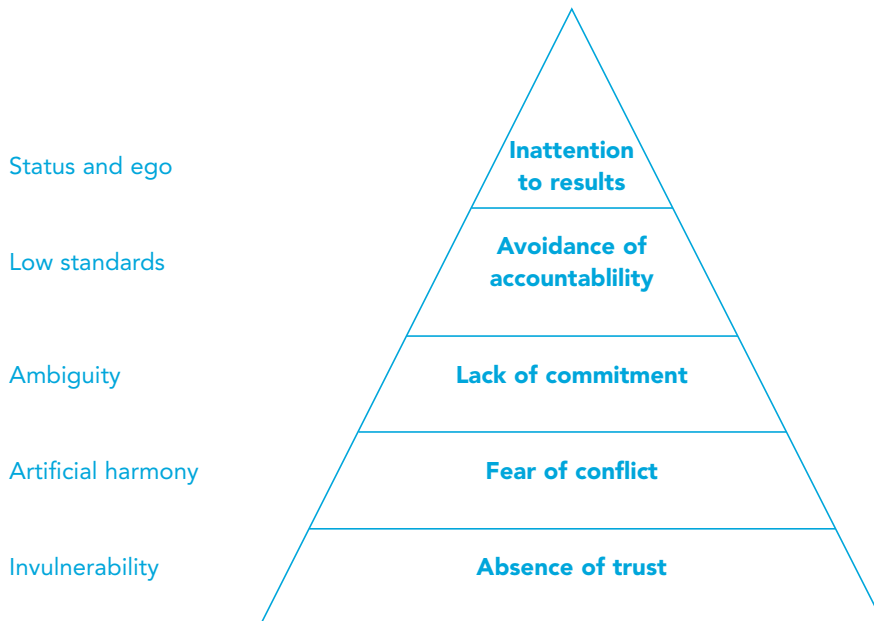 Status and ego
Inattention
to results
Low standards
Avoidance of
accountablility
Ambiguity
Lack of commitment
Artificial harmony
Fear of conflict
Invulnerability
Absence of trust